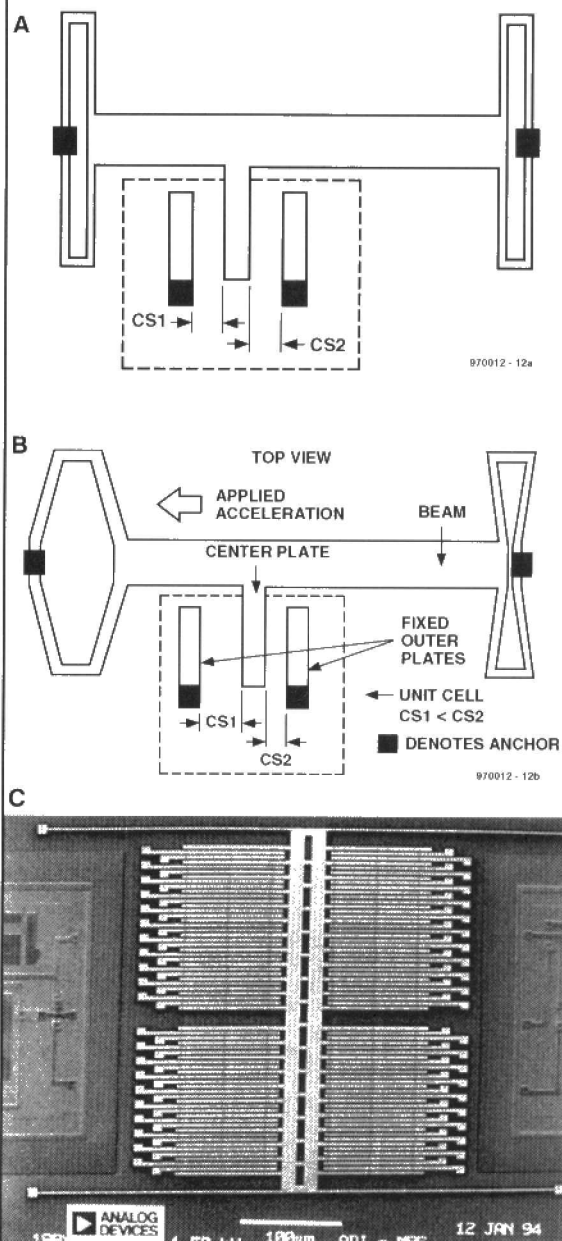 A
CS1
CS2
970012 - 12a
B
TOP VIEW
APPLIED
ACCELERATION
BEAM
CENTER PLATE
FIXED
OUTER
PLATES
CS1
UNIT CELL
CS1 < CS2
CS2
DENOTES ANCHOR
970012 - 12b
C
ANALOG
DEVICES
100µm
12 JAN 94